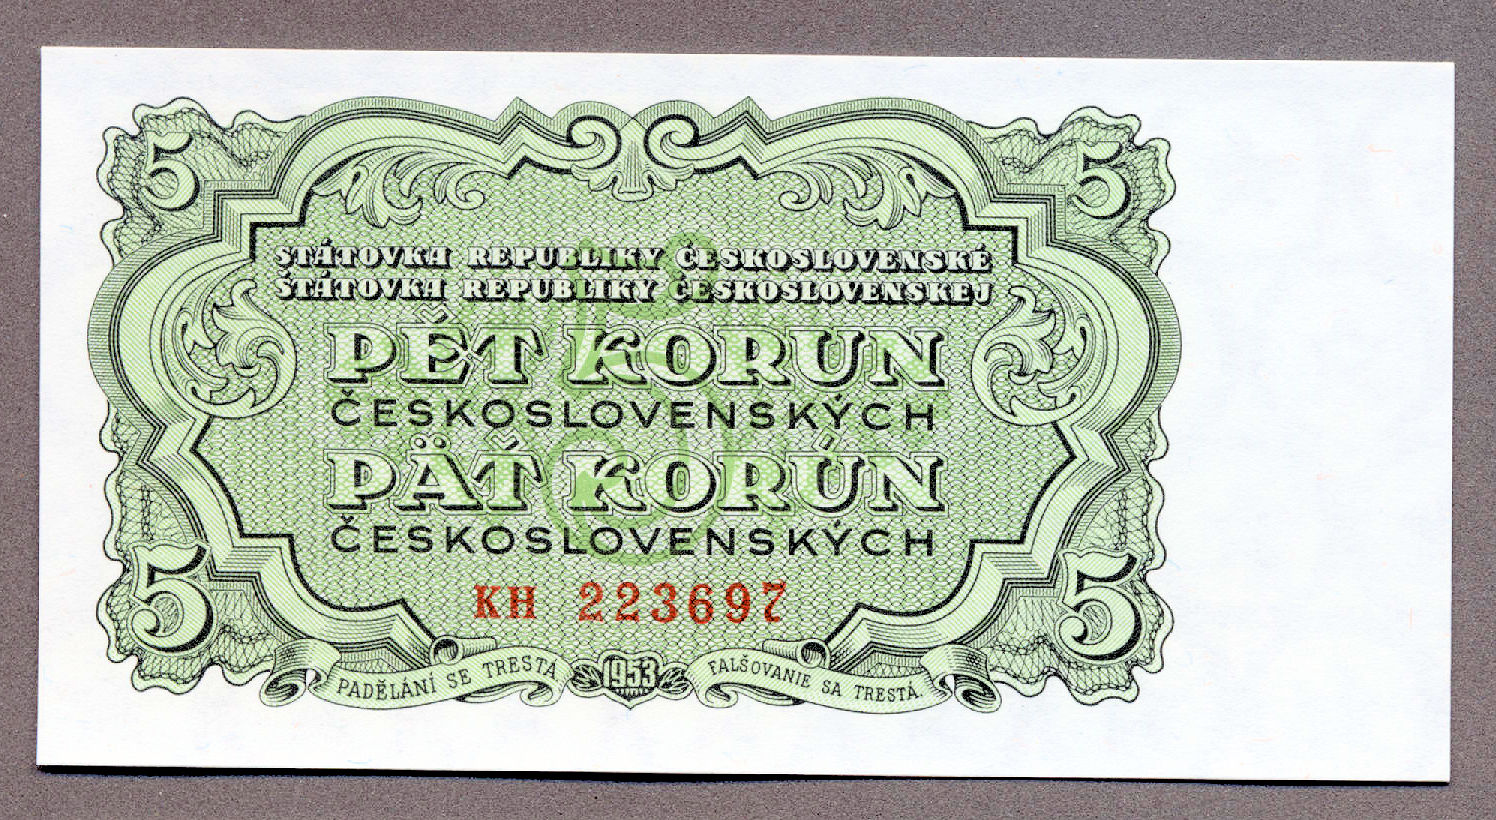 5 5
STÁTOVKA REPUBLIKY ČESKOSLOVENSKÉ
ŠTÁTOVKA REPUBLIKY ČESKOSLOVENSKEJ
PĚT KORUN
ČESKOSLOVENSKÝCH
PÄŤ KORÚN
ČESKOSLOVENSKÝCH
5 5
KH 223697
PADĚLÁNÍ SE TRESTÁ 1953 FALŠOVANIE SA TRESTÁ.